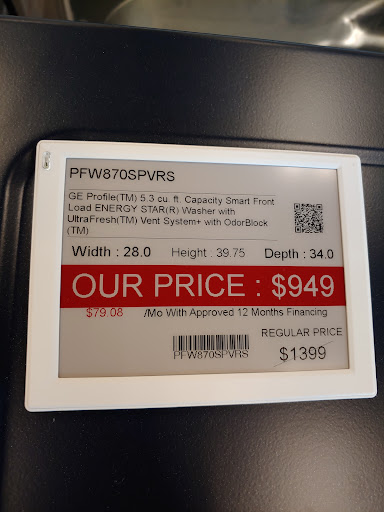 PFW870SPVRS
GE Profile(TM) 5.3 cu. ft. Capacity Smart Front
Load ENERGY STAR(R) Washer with
UltraFresh(TM) Vent System+ with OdorBlock
(TM)
Width : 28.0 Height : 39.75 Depth : 34.0
OUR PRICE : $949
$79.08 /Mo With Approved 12 Months Financing
REGULAR PRICE
$1399
PFW870SPVRS